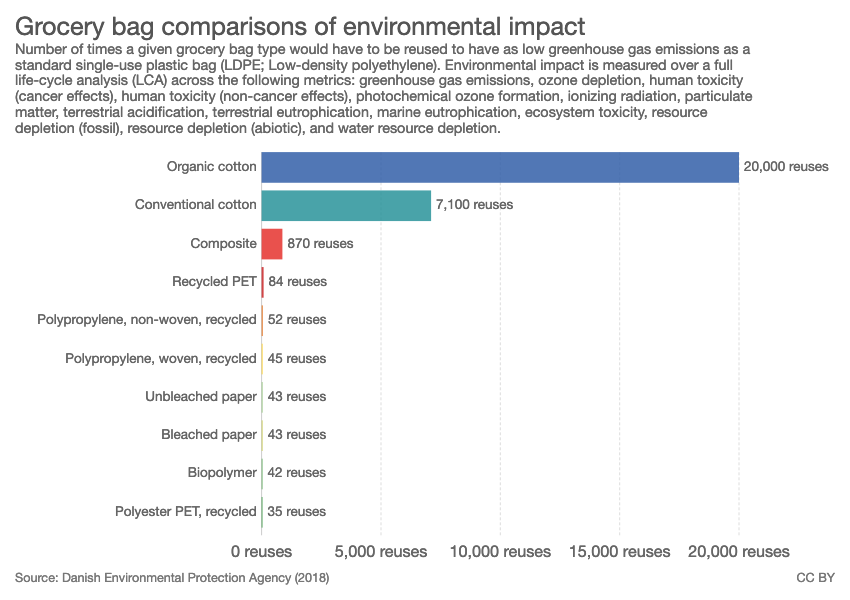 Grocery bag comparisons of environmental impact
Number of times a given grocery bag type would have to be reused to have as low greenhouse gas emissions as a
standard single-use plastic bag (LDPE; Low-density polyethylene). Environmental impact is measured over a full
life-cycle analysis (LCA) across the following metrics: greenhouse gas emissions, ozone depletion, human toxicity
(cancer effects), human toxicity (non-cancer effects), photochemical ozone formation, ionizing radiation, particulate
matter, terrestrial acidification, terrestrial eutrophication, marine eutrophication, ecosystem toxicity, resource
depletion (fossil), resource depletion (abiotic), and water resource depletion.
Organic cotton 20,000 reuses
Conventional cotton 7,100 reuses
Composite 870 reuses
Recycled PET 84 reuses
Polypropylene, non-woven, recycled 52 reuses
Polypropylene, woven, recycled 45 reuses
Unbleached paper 43 reuses
Bleached paper 43 reuses
Biopolymer 42 reuses
Polyester PET, recycled 35 reuses
0 reuses 5,000 reuses 10,000 reuses 15,000 reuses 20,000 reuses
Source: Danish Environmental Protection Agency (2018) CC BY